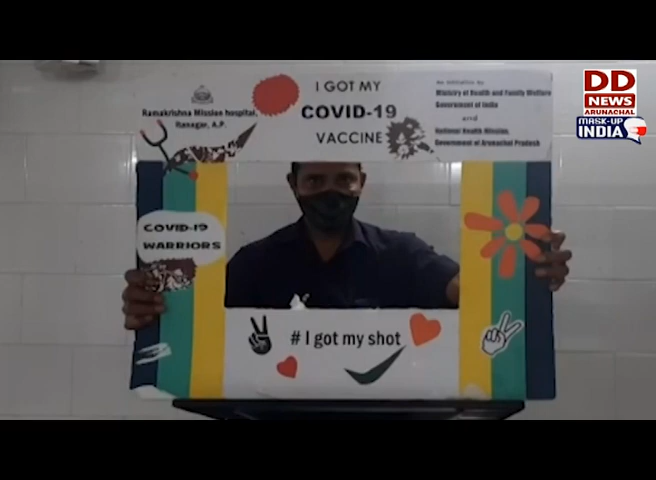 DD
NEWS
ARUNACHAL
MASK-UP
INDIA
I GOT MY
COVID-19
VACCINE
Ramakrishna Mission hospital,
Itanagar, A.P.
An initiative by
Ministry of Health and Family Welfare
Government of India
and
National Health Mission,
Government of Arunachal Pradesh
COVID-19
WARRIORS
# I got my shot